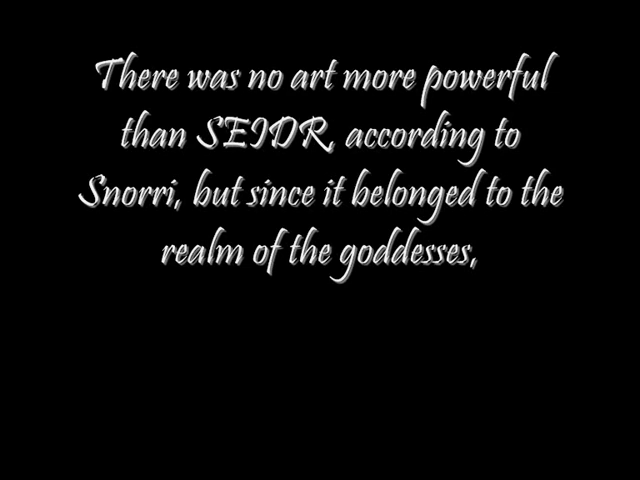 There was no art more powerful
than SEIDR, according to
Snorri, but since it belonged to the
realm of the goddesses,